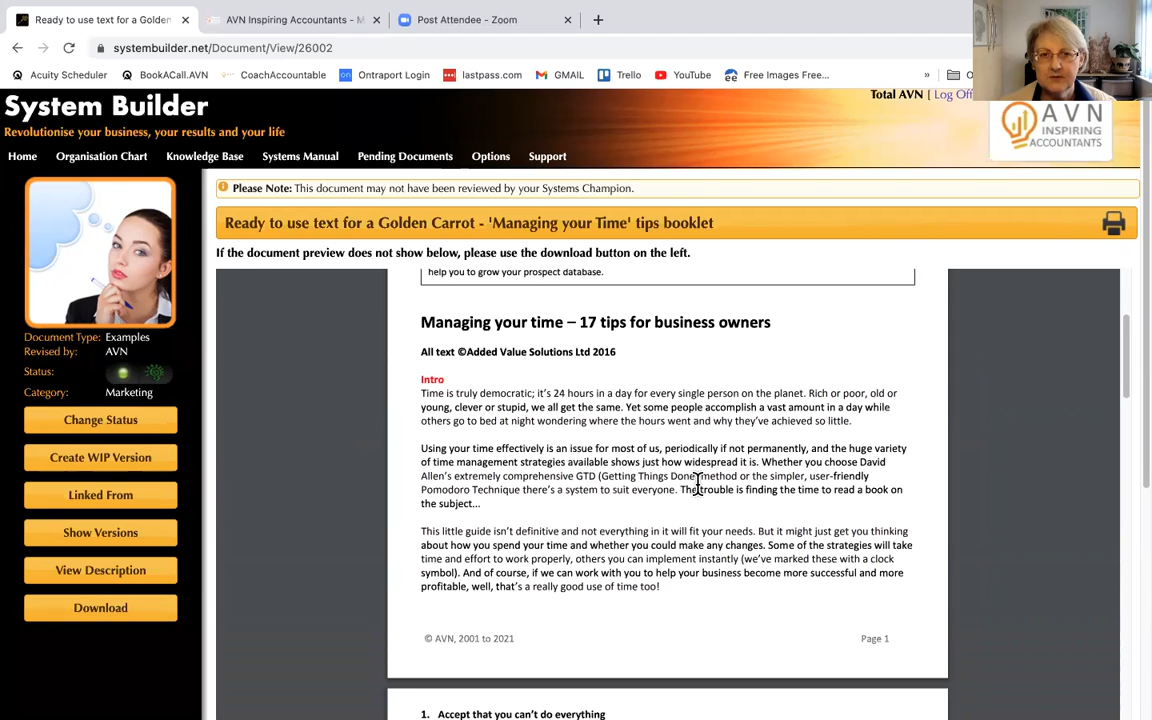 Ready to use text for a Golden
AVN Inspiring Accountants - M
Post Attendee - Zoom
systembuilder.net/Document/View/26002
Acuity Scheduler
BookACall.AVN
CoachAccountable
Ontraport Login
lastpass.com
GMAIL
Trello
YouTube
Free Images Free...
»
System Builder
Revolutionise your business, your results and your life
Total AVN | Log Off
AVN
INSPIRING
ACCOUNTANTS
Home Organisation Chart Knowledge Base Systems Manual Pending Documents Options Support
Please Note: This document may not have been reviewed by your Systems Champion.
Ready to use text for a Golden Carrot - 'Managing your Time' tips booklet
If the document preview does not show below, please use the download button on the left.
Document Type: Examples
Revised by: AVN
Status:
Category: Marketing
Change Status
Create WIP Version
Linked From
Show Versions
View Description
Download
help you to grow your prospect database.
Managing your time – 17 tips for business owners
All text ©Added Value Solutions Ltd 2016
Intro
Time is truly democratic; it's 24 hours in a day for every single person on the planet. Rich or poor, old or
young, clever or stupid, we all get the same. Yet some people accomplish a vast amount in a day while
others go to bed at night wondering where the hours went and why they've achieved so little.
Using your time effectively is an issue for most of us, periodically if not permanently, and the huge variety
of time management strategies available shows just how widespread it is. Whether you choose David
Allen's extremely comprehensive GTD (Getting Things Done) method or the simpler, user-friendly
Pomodoro Technique there's a system to suit everyone. The trouble is finding the time to read a book on
the subject...
This little guide isn't definitive and not everything in it will fit your needs. But it might just get you thinking
about how you spend your time and whether you could make any changes. Some of the strategies will take
time and effort to work properly, others you can implement instantly (we've marked these with a clock
symbol). And of course, if we can work with you to help your business become more successful and more
profitable, well, that's a really good use of time too!
© AVN, 2001 to 2021
Page 1
1. Accept that you can't do everything